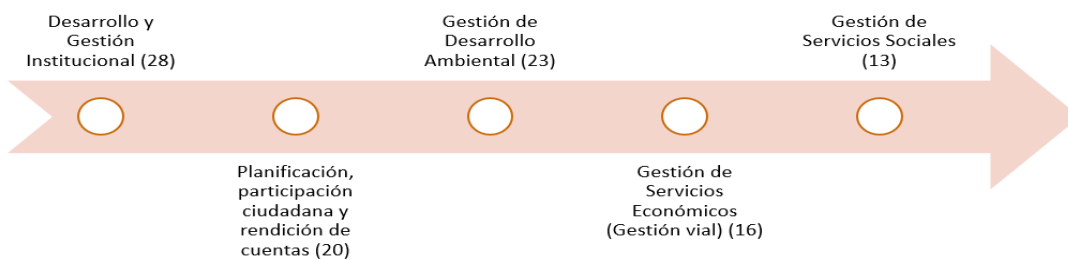 Desarrollo y
Gestión
Institucional (28)
Planificación,
participación
ciudadana y
rendición de
cuentas (20)
Gestión de
Desarrollo
Ambiental (23)
Gestión de
Servicios
Económicos
(Gestión vial) (16)
Gestión de
Servicios Sociales
(13)